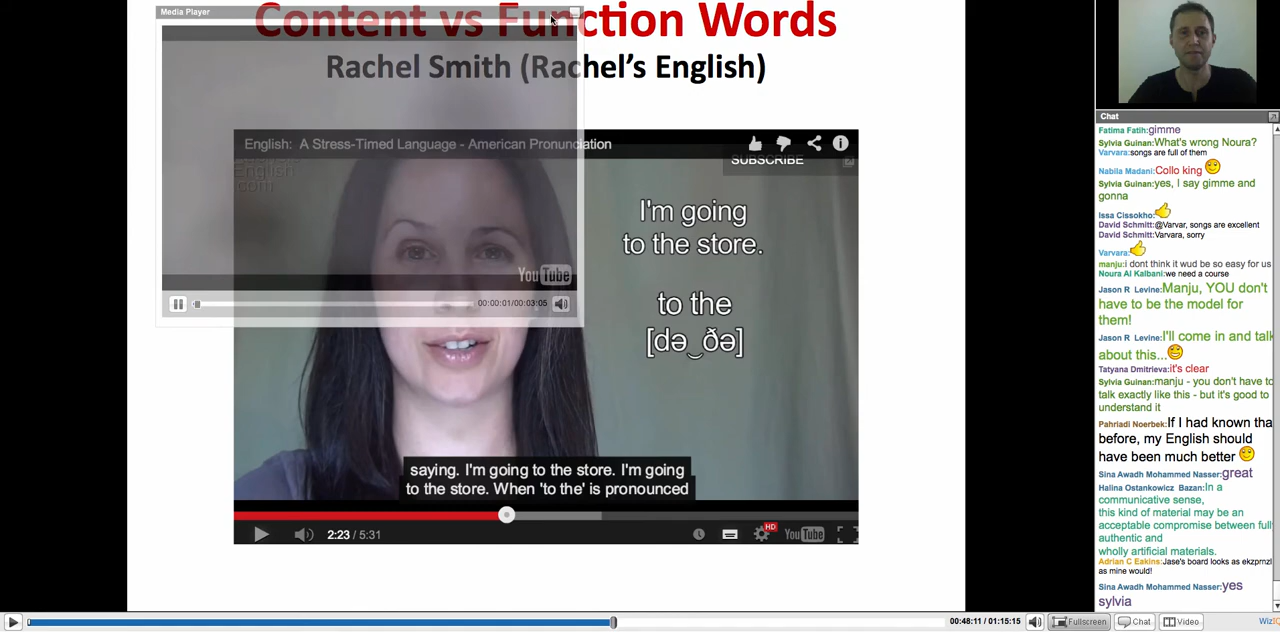 Media Player
Content vs Function Words
Rachel Smith (Rachel's English)
English: A Stress-Timed Language - American Pronunciation
SUBSCRIBE
English
com
I'm going
to the store.
to the
[də‿ðə]
YouTube
00:00:01/00:03:05
saying. I'm going to the store. I'm going
to the store. When 'to the' is pronounced
2:23 / 5:31
HD
YouTube
Chat
Fatima Fatih:gimme
Sylvia Guinan:What's wrong Noura?
Varvara:songs are full of them
Nabila Madani:Collo king
Sylvia Guinan:yes, I say gimme and
gonna
Issa Cissokho:
David Schmitt:@Varvar, songs are excellent
David Schmitt:Varvara, sorry
Varvara:
manju:i dont think it wud be so easy for us
Noura Al Kalbani:we need a course
Jason R Levine:Manju, YOU don't
have to be the model for
them!
Jason R Levine:I'll come in and talk
about this...
Tatyana Dmitrieva:it's clear
Sylvia Guinan:manju - you don't have to
talk exactly like this - but it's good to
understand it
Pahriadi Noerbek:If I had known tha
before, my English should
have been much better
Sina Awadh Mohammed Nasser:great
Halina Ostankowicz Bazan:In a
communicative sense,
this kind of material may be an
acceptable compromise between full
authentic and
wholly artificial materials.
Adrian C Eakins:Jase's board looks as ekzprnzl
as mine would!
Sina Awadh Mohammed Nasser:yes
sylvia
00:48:11 / 01:15:15
Fullscreen
Chat
Video
WizIQ